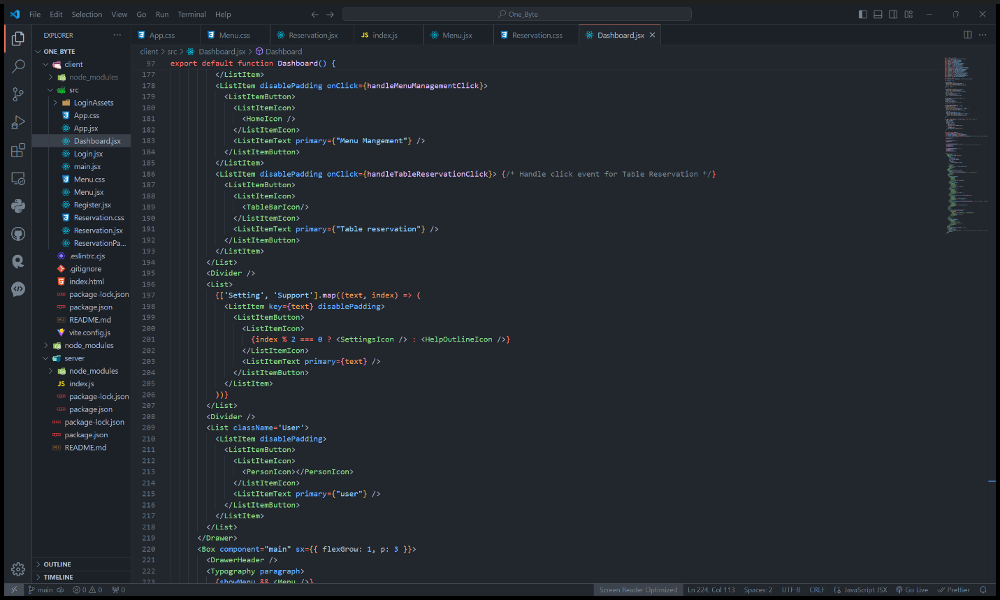 File Edit Selection View Go Run Terminal Help
One_Byte
EXPLORER
ONE_BYTE
client
node_modules
src
LoginAssets
App.css
App.jsx
Dashboard.jsx
Login.jsx
main.jsx
Menu.css
Menu.jsx
Register.jsx
Reservation.css
Reservation.jsx
ReservationPa...
.eslintrc.cjs
.gitignore
index.html
package-lock.json
package.json
README.md
vite.config.js
node_modules
server
node_modules
index.js
package-lock.json
package.json
package-lock.json
package.json
README.md
OUTLINE
TIMELINE
App.css Menu.css Reservation.jsx JS index.js Menu.jsx Reservation.css Dashboard.jsx
client > src > Dashboard.jsx > Dashboard
97 export default function Dashboard() {
177 </ListItem>
178 <ListItem disablePadding onClick={handleMenuManagementClick}>
179 <ListItemButton>
180 <ListItemIcon>
181 <HomeIcon />
182 </ListItemIcon>
183 <ListItemText primary={"Menu Mangement"} />
184 </ListItemButton>
185 </ListItem>
186 <ListItem disablePadding onClick={handleTableReservationClick}> {/* Handle click event for Table Reservation */}
187 <ListItemButton>
188 <ListItemIcon>
189 <TableBarIcon/>
190 </ListItemIcon>
191 <ListItemText primary={"Table reservation"} />
192 </ListItemButton>
193 </ListItem>
194 </List>
195 <Divider />
196 <List>
197 {['Setting', 'Support'].map((text, index) => (
198 <ListItem key={text} disablePadding>
199 <ListItemButton>
200 <ListItemIcon>
201 {index % 2 === 0 ? <SettingsIcon /> : <HelpOutlineIcon />}
202 </ListItemIcon>
203 <ListItemText primary={text} />
204 </ListItemButton>
205 </ListItem>
206 ))}
207 </List>
208 <Divider />
209 <List className='User'>
210 <ListItem disablePadding>
211 <ListItemButton>
212 <ListItemIcon>
213 <PersonIcon></PersonIcon>
214 </ListItemIcon>
215 <ListItemText primary={"user"} />
216 </ListItemButton>
217 </ListItem>
218 </List>
219 </Drawer>
220 <Box component="main" sx={{ flexGrow: 1, p: 3 }}>
221 <DrawerHeader />
222 <Typography paragraph>
223 {showMenu && <Menu />}
main 0 0 0 Screen Reader Optimized Ln 224, Col 113 Spaces: 2 UTF-8 CRLF JavaScript JSX Go Live Prettier